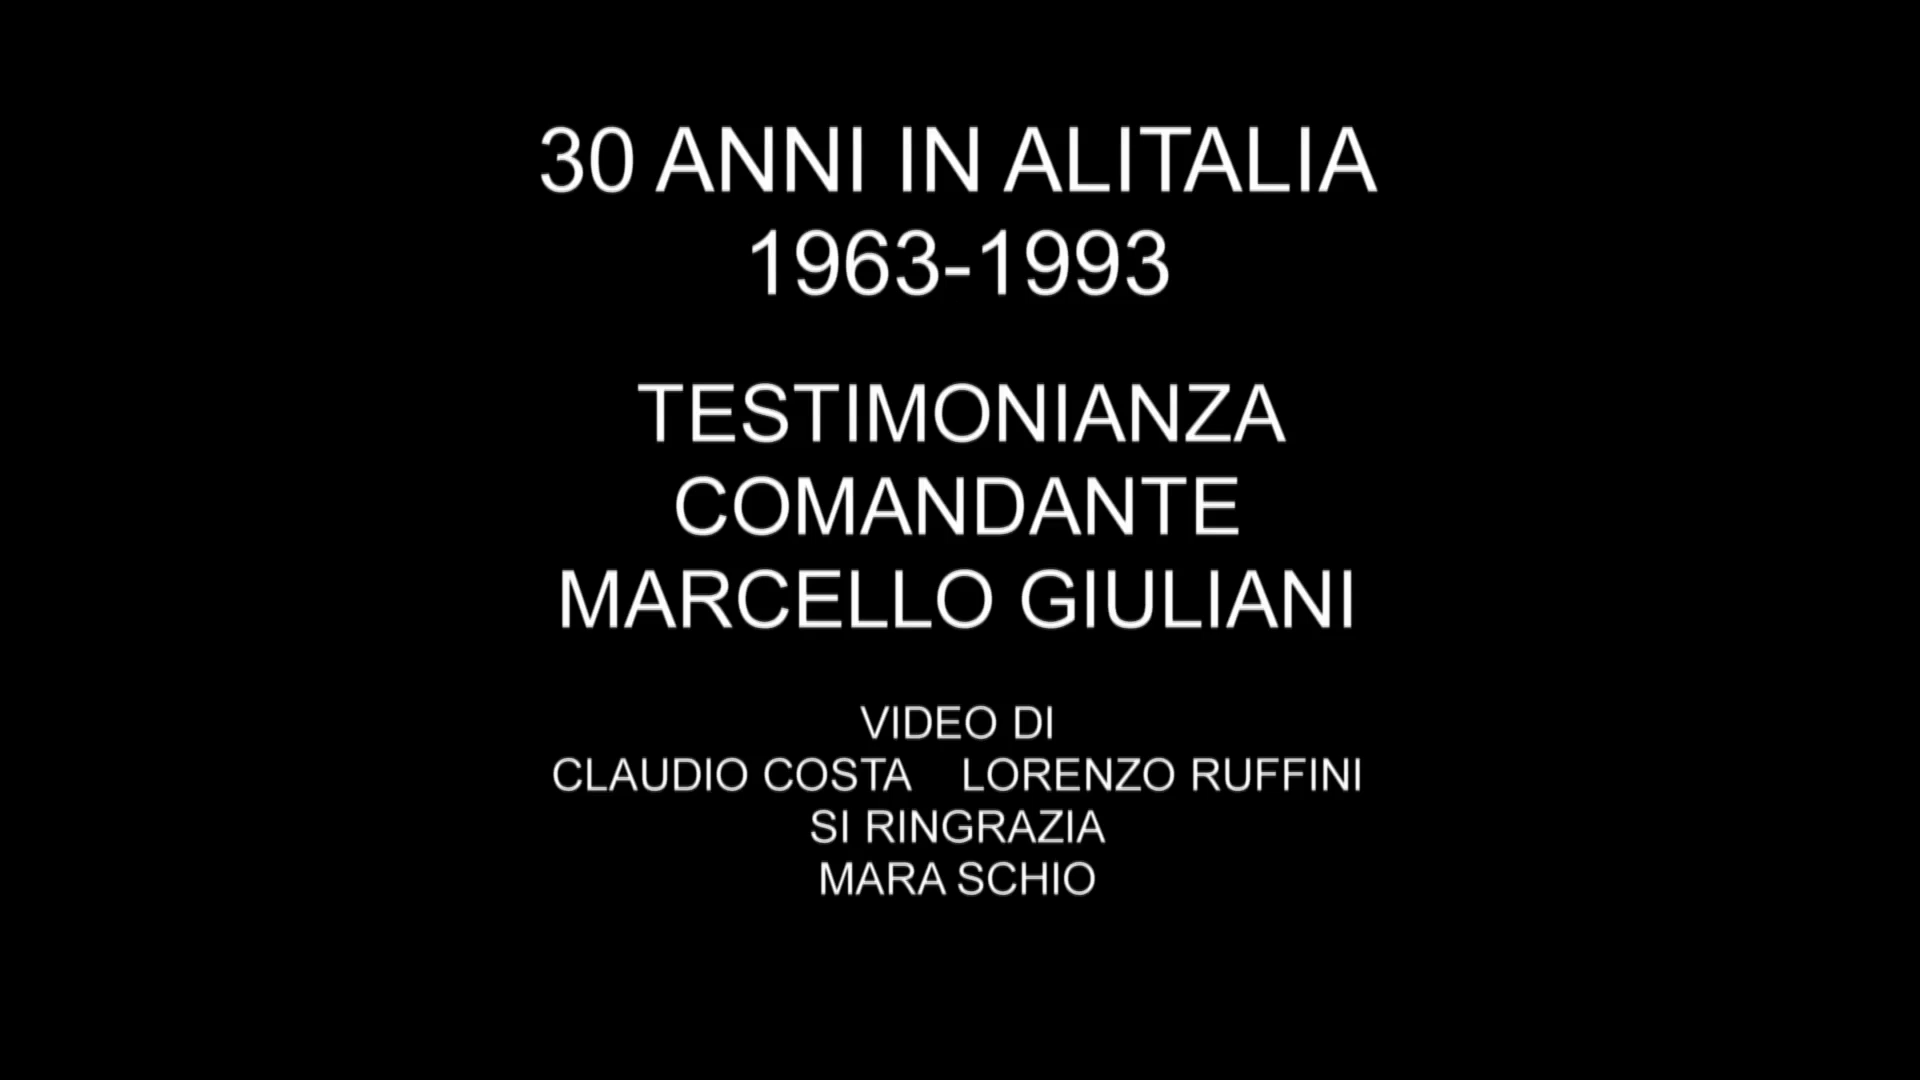 30 ANNI IN ALITALIA
1963-1993
TESTIMONIANZA
COMANDANTE
MARCELLO GIULIANI
VIDEO DI
CLAUDIO COSTA LORENZO RUFFINI
SI RINGRAZIA
MARA SCHIO